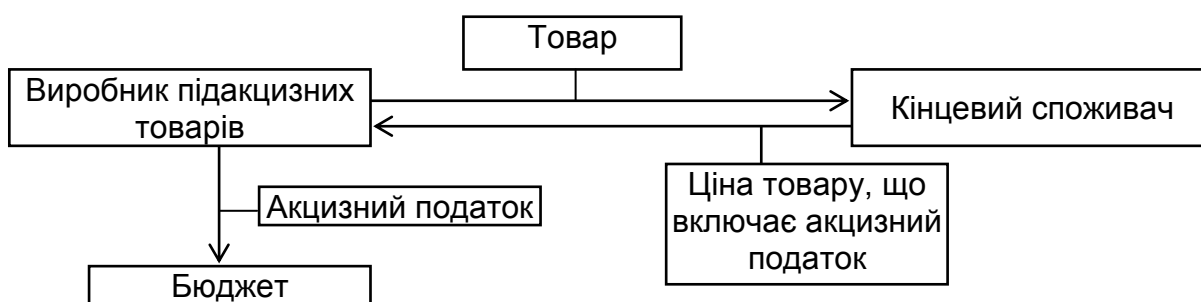 Товар
Виробник підакцизних
товарів
Кінцевий споживач
Ціна товару, що
включає акцизний
податок
Акцизний податок
Бюджет